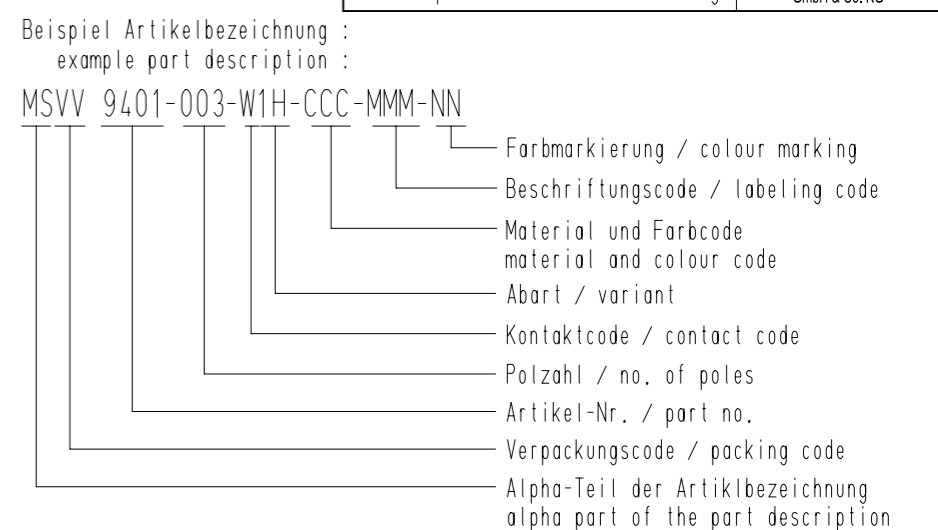 Beispiel Artikelbezeichnung :
example part description :
MSVV 9401-003-W1H-CCC-MMM-NN
Farbmarkierung / colour marking
Beschriftungscode / labeling code
Material und Farbcode
material and colour code
Abart / variant
Kontaktcode / contact code
Polzahl / no. of poles
Artikel-Nr. / part no.
Verpackungscode / packing code
Alpha-Teil der Artiklbezeichnung
alpha part of the part description